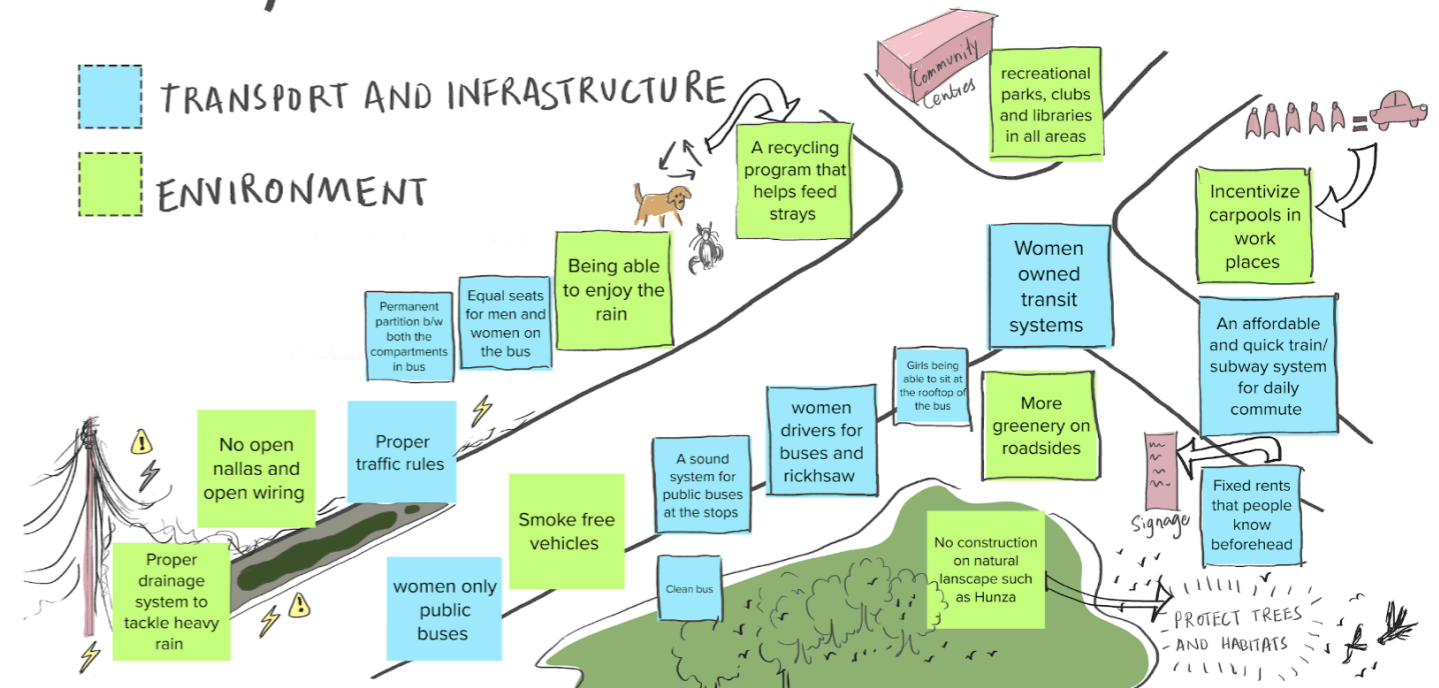 TRANSPORT AND INFRASTRUCTURE
ENVIRONMENT
Community
Centres
recreational
parks, clubs
and libraries
in all areas
A recycling
program that
helps feed
strays
=
Incentivize
carpools in
work
places
Being able
to enjoy the
rain
Women
owned
transit
systems
Permanent
partition b/w
both the
compartments
in bus
Equal seats
for men and
women on
the bus
An affordable
and quick train/
subway system
for daily
commute
Girls being
able to sit at
the rooftop of
the bus
More
greenery on
roadsides
women
drivers for
buses and
rickhsaw
No open
nallas and
open wiring
Proper
traffic rules
A sound
system for
public buses
at the stops
Signage
Fixed rents
that people
know
beforehead
Smoke free
vehicles
Proper
drainage
system to
tackle heavy
rain
women only
public
buses
Clean bus
No construction
on natural
lanscape such
as Hunza
PROTECT TREES
AND HABITATS